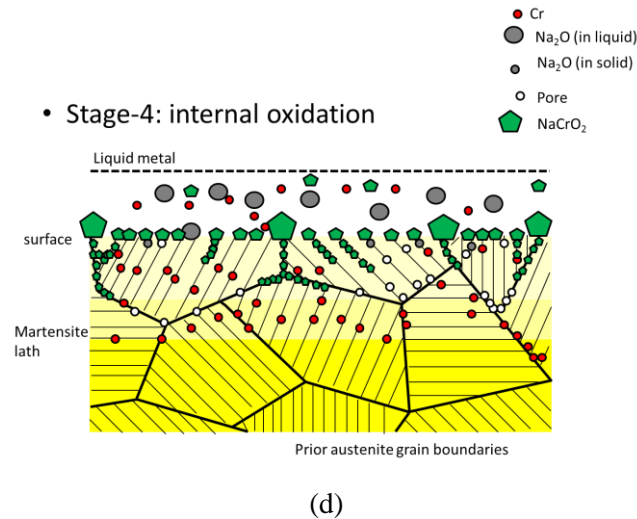 Cr
Na₂O (in liquid)
Na₂O (in solid)
Pore
NaCrO₂
• Stage-4: internal oxidation
Liquid metal
surface
Martensite
lath
Prior austenite grain boundaries
(d)